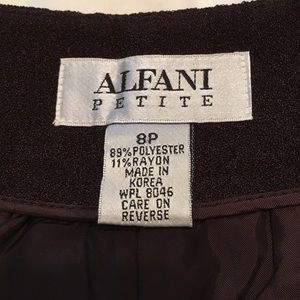 ALFANI
PETITE
8P
89% POLYESTER
11% RAYON
MADE IN
KOREA
WPL 8046
CARE ON
REVERSE